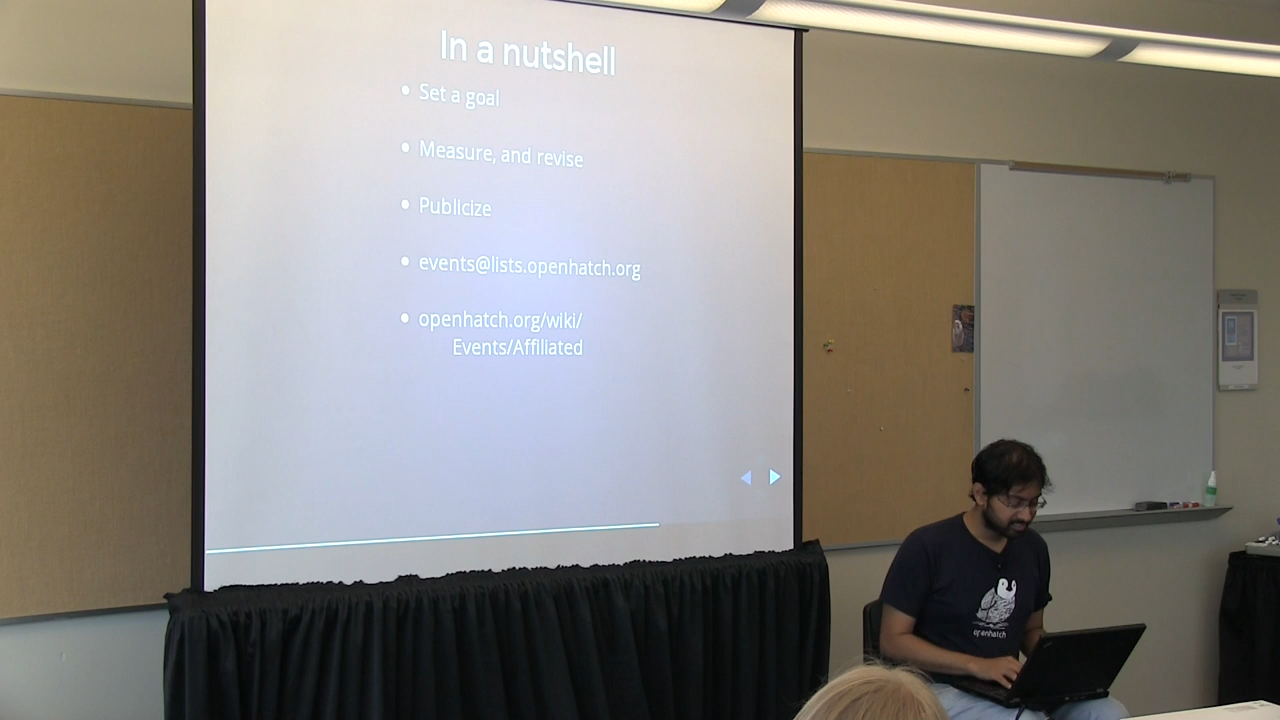 In a nutshell
Set a goal
Measure, and revise
Publicize
events@lists.openhatch.org
openhatch.org/wiki/
Events/Affiliated
openhatch